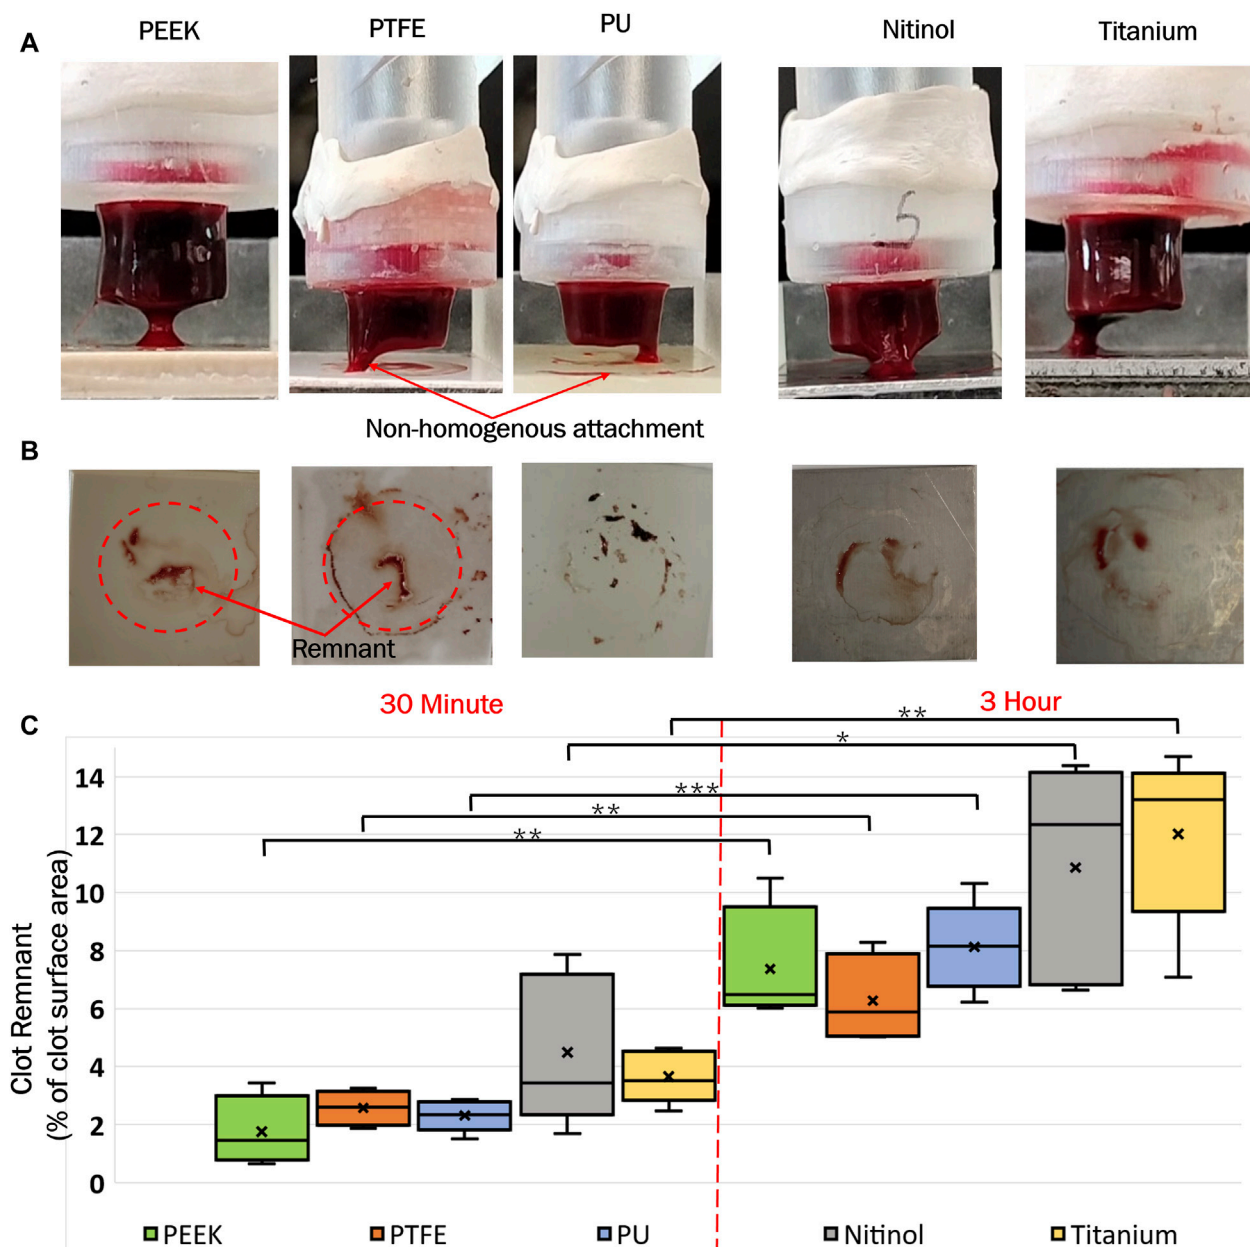 A
PEEK
PTFE
PU
Nitinol
Titanium
5
Non-homogenous attachment
B
Remnant
30 Minute
3 Hour
C
**
*
***
**
**
Clot Remnant
(% of clot surface area)
14
12
10
8
6
4
2
0
PEEK
PTFE
PU
Nitinol
Titanium